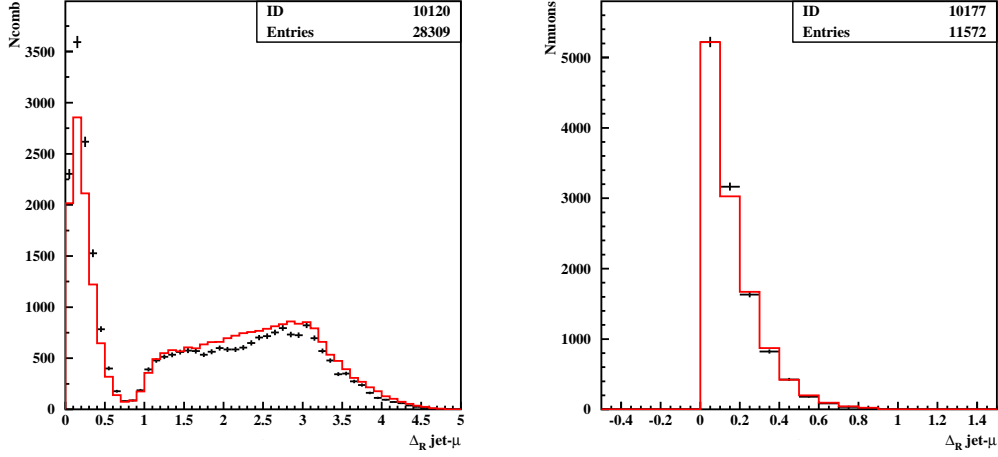 ID 10120
Entries 28309
Ncomb
3500
3000
2500
2000
1500
1000
500
0
0 0.5 1 1.5 2 2.5 3 3.5 4 4.5 5
Δ_R jet-μ
ID 10177
Entries 11572
Nmuons
5000
4000
3000
2000
1000
0
-0.4 -0.2 0 0.2 0.4 0.6 0.8 1 1.2 1.4
Δ_R jet-μ